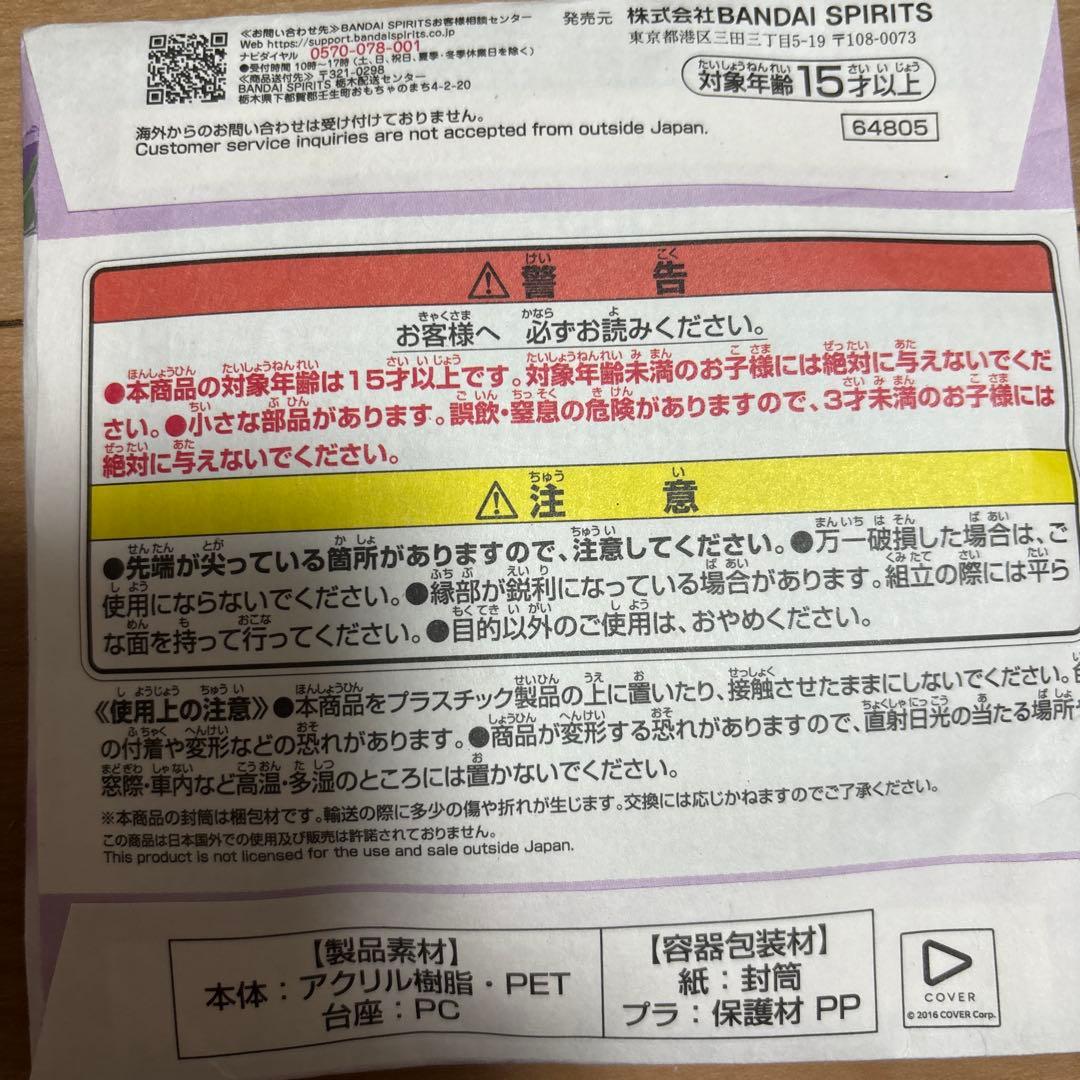 ≪お問い合わせ先≫BANDAI SPIRITSお客様相談センター
Web https://support.bandaispirits.co.jp
ナビダイヤル 0570-078-001
●受付時間 10時~17時(土、日、祝日、夏季・冬季休業日を除く)
≪商品送付先≫ 〒321-0298
BANDAI SPIRITS 栃木配送センター
栃木県下都賀郡壬生町おもちゃのまち4-2-20
発売元 株式会社BANDAI SPIRITS
東京都港区三田三丁目5-19 〒108-0073
対象年齢 15才以上
海外からのお問い合わせは受け付けておりません。
Customer service inquiries are not accepted from outside Japan.
64805
⚠警告
お客様へ 必ずお読みください。
●本商品の対象年齢は15才以上です。対象年齢未満のお子様には絶対に与えないでくだ
さい。●小さな部品があります。誤飲・窒息の危険がありますので、3才未満のお子様には
絶対に与えないでください。
⚠注意
●先端が尖っている箇所がありますので、注意してください。●万一破損した場合は、ご
使用にならないでください。●縁部が鋭利になっている場合があります。組立の際には平ら
な面を持って行ってください。●目的以外のご使用は、おやめください。
《使用上の注意》●本商品をプラスチック製品の上に置いたり、接触させたままにしないでください。
の付着や変形などの恐れがあります。●商品が変形する恐れがありますので、直射日光の当たる場所や
窓際・車内など高温・多湿のところには置かないでください。
※本商品の封筒は梱包材です。輸送の際に多少の傷や折れが生じます。交換には応じかねますのでご了承ください。
この商品は日本国外での使用及び販売は許諾されておりません。
This product is not licensed for the use and sale outside Japan.
【製品素材】
本体:アクリル樹脂・PET
台座:PC
【容器包装材】
紙:封筒
プラ:保護材 PP
COVER
© 2016 COVER Corp.